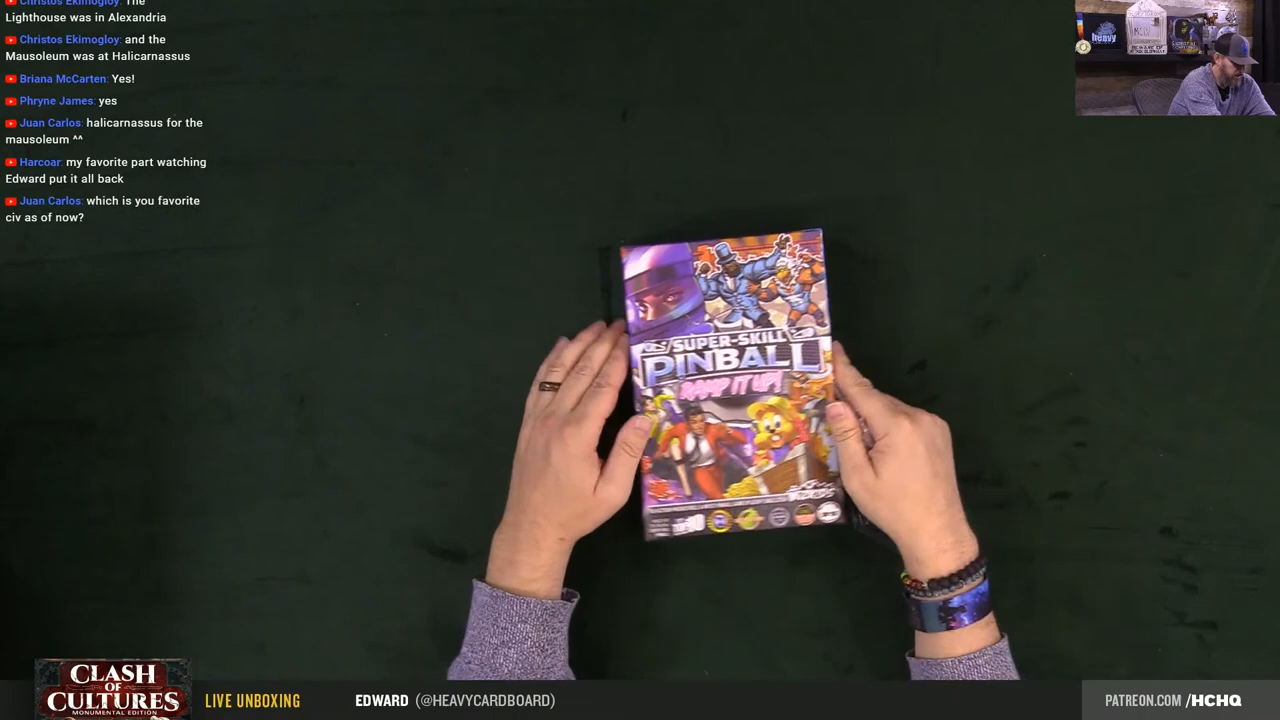 Christos Ekimogloy: The
Lighthouse was in Alexandria
Christos Ekimogloy: and the
Mausoleum was at Halicarnassus
Briana McCarten: Yes!
Phryne James: yes
Juan Carlos: halicarnassus for the
mausoleum ^^
Harcoar: my favorite part watching
Edward put it all back
Juan Carlos: which is you favorite
civ as of now?
heavy
SUPER-SKILL
PINBALL
RAMP IT UP!
CLASH
OF
CULTURES
MONUMENTAL EDITION
LIVE UNBOXING
EDWARD (@HEAVYCARDBOARD)
PATREON.COM/HCHQ